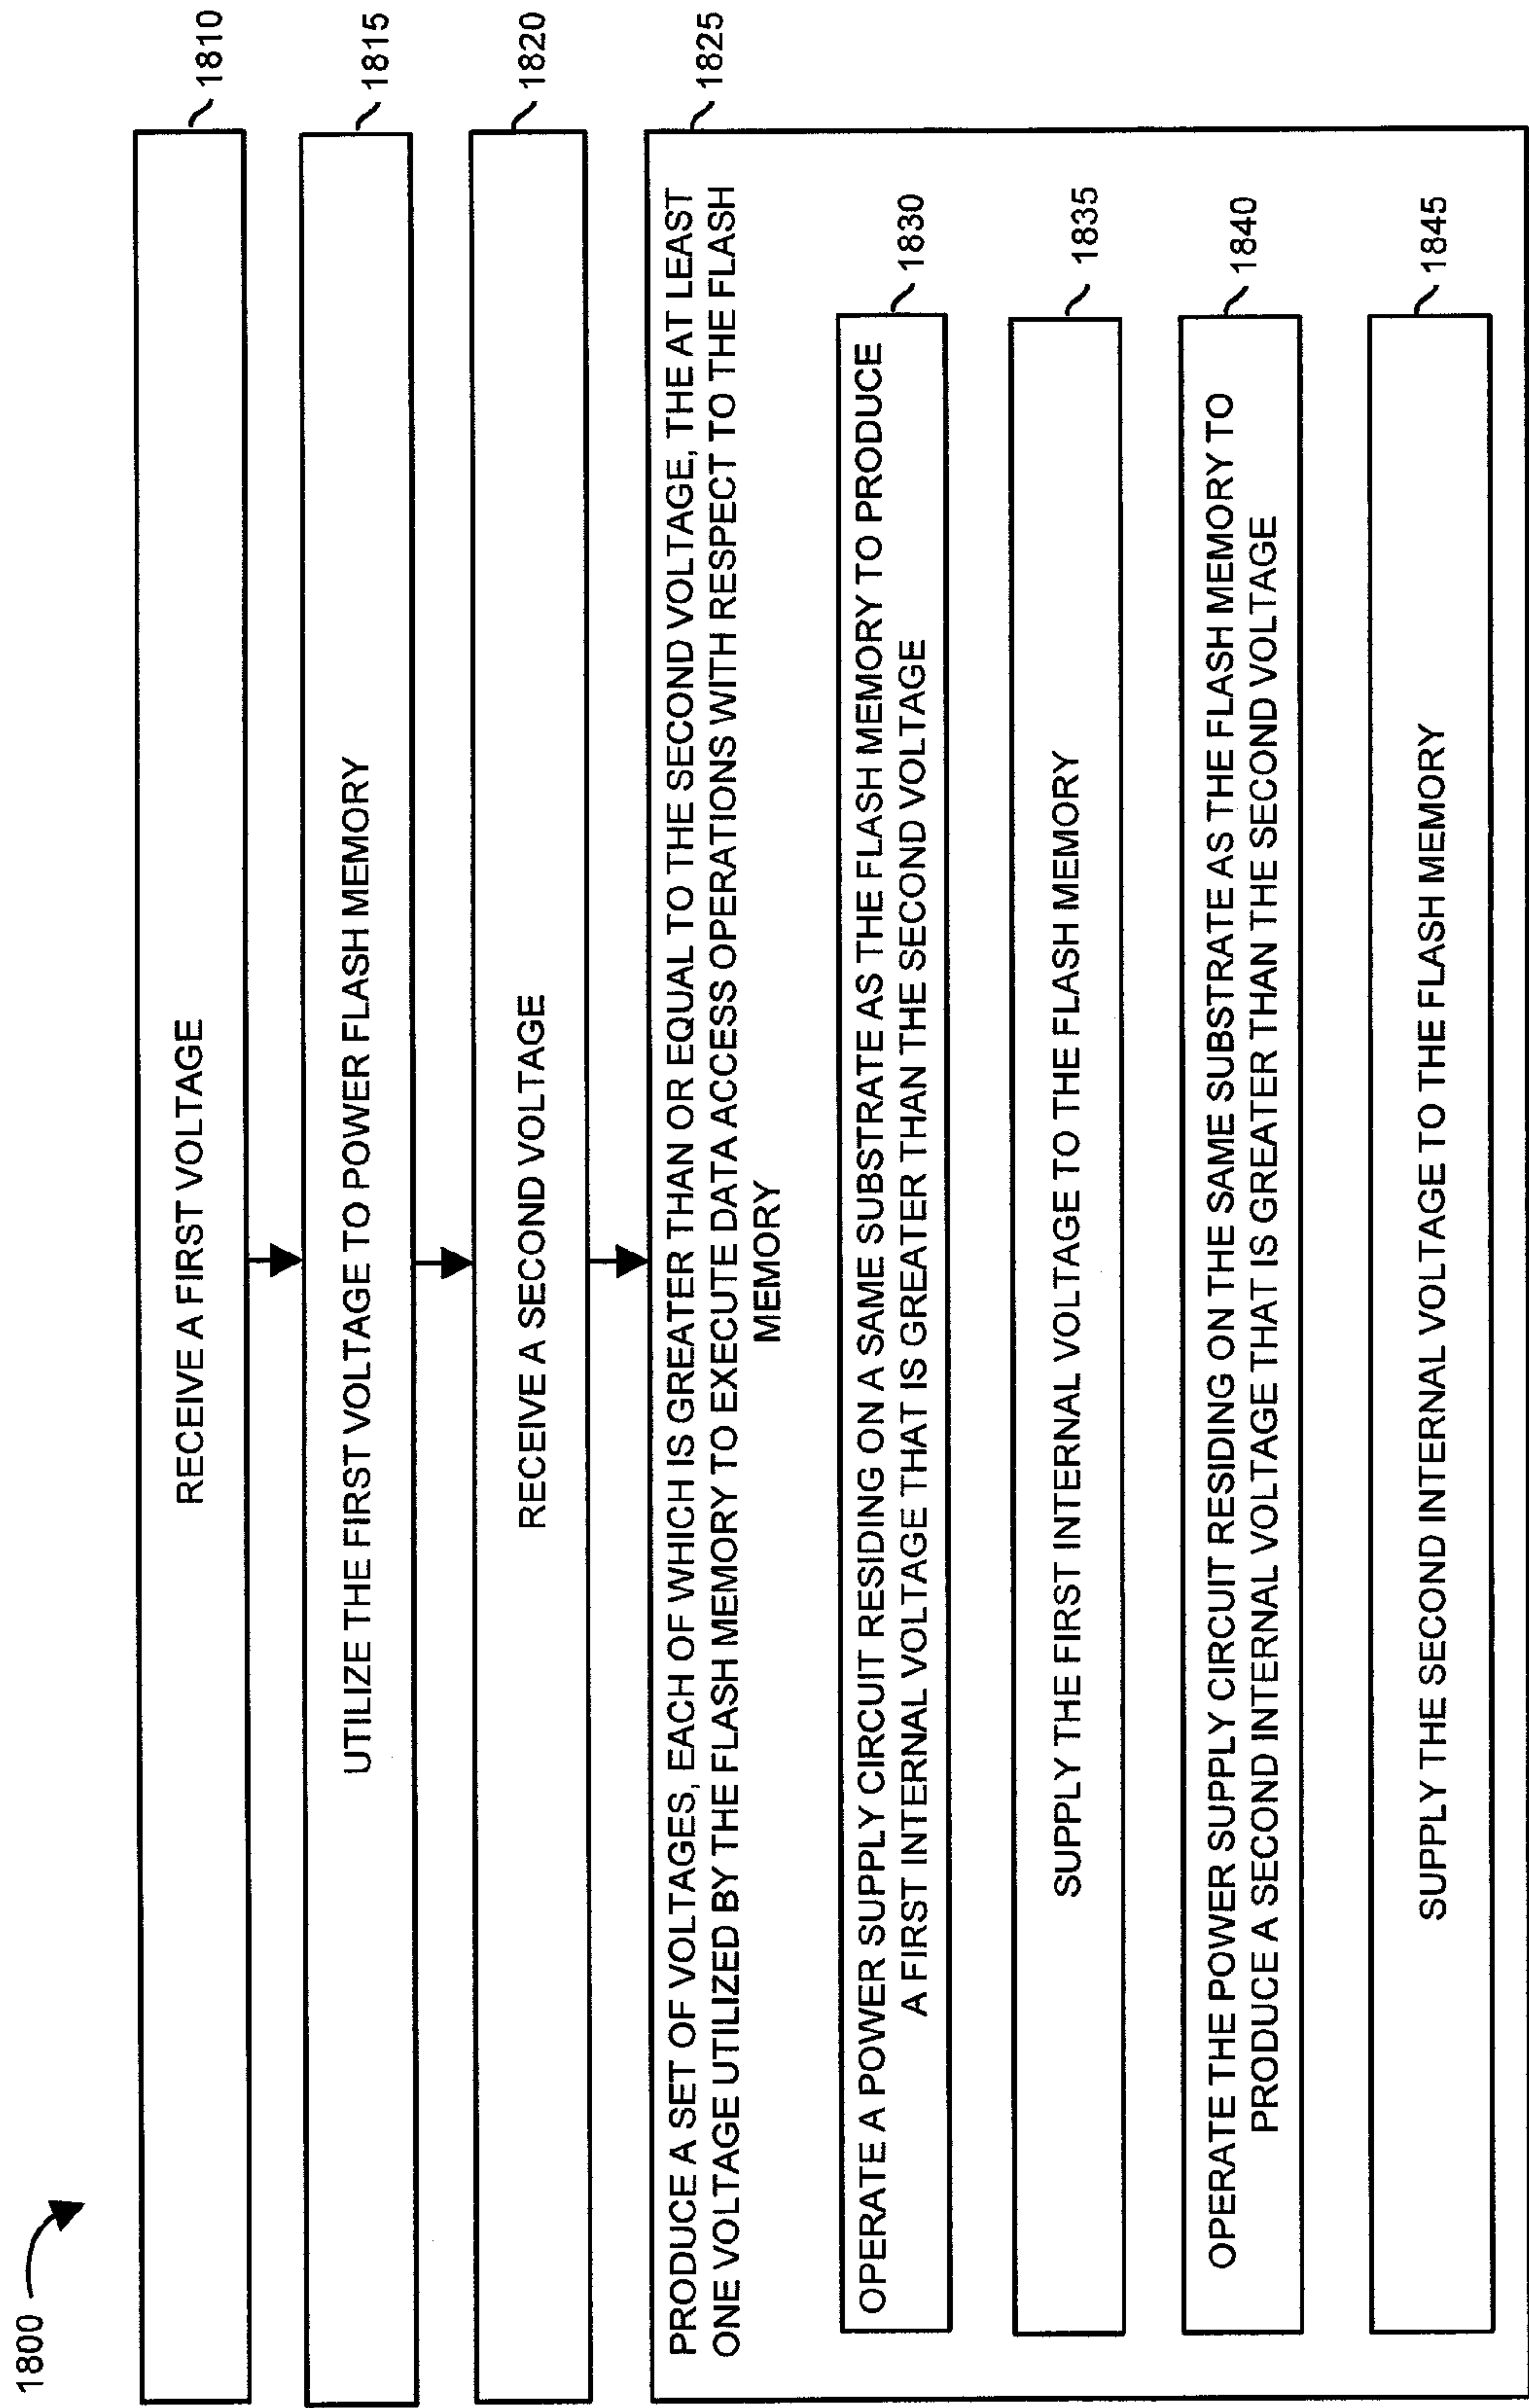 1800
RECEIVE A FIRST VOLTAGE
1810
UTILIZE THE FIRST VOLTAGE TO POWER FLASH MEMORY
1815
RECEIVE A SECOND VOLTAGE
1820
1825
PRODUCE A SET OF VOLTAGES, EACH OF WHICH IS GREATER THAN OR EQUAL TO THE SECOND VOLTAGE, THE AT LEAST
ONE VOLTAGE UTILIZED BY THE FLASH MEMORY TO EXECUTE DATA ACCESS OPERATIONS WITH RESPECT TO THE FLASH
MEMORY
1830
OPERATE A POWER SUPPLY CIRCUIT RESIDING ON A SAME SUBSTRATE AS THE FLASH MEMORY TO PRODUCE
A FIRST INTERNAL VOLTAGE THAT IS GREATER THAN THE SECOND VOLTAGE
1835
SUPPLY THE FIRST INTERNAL VOLTAGE TO THE FLASH MEMORY
1840
OPERATE THE POWER SUPPLY CIRCUIT RESIDING ON THE SAME SUBSTRATE AS THE FLASH MEMORY TO
PRODUCE A SECOND INTERNAL VOLTAGE THAT IS GREATER THAN THE SECOND VOLTAGE
1845
SUPPLY THE SECOND INTERNAL VOLTAGE TO THE FLASH MEMORY